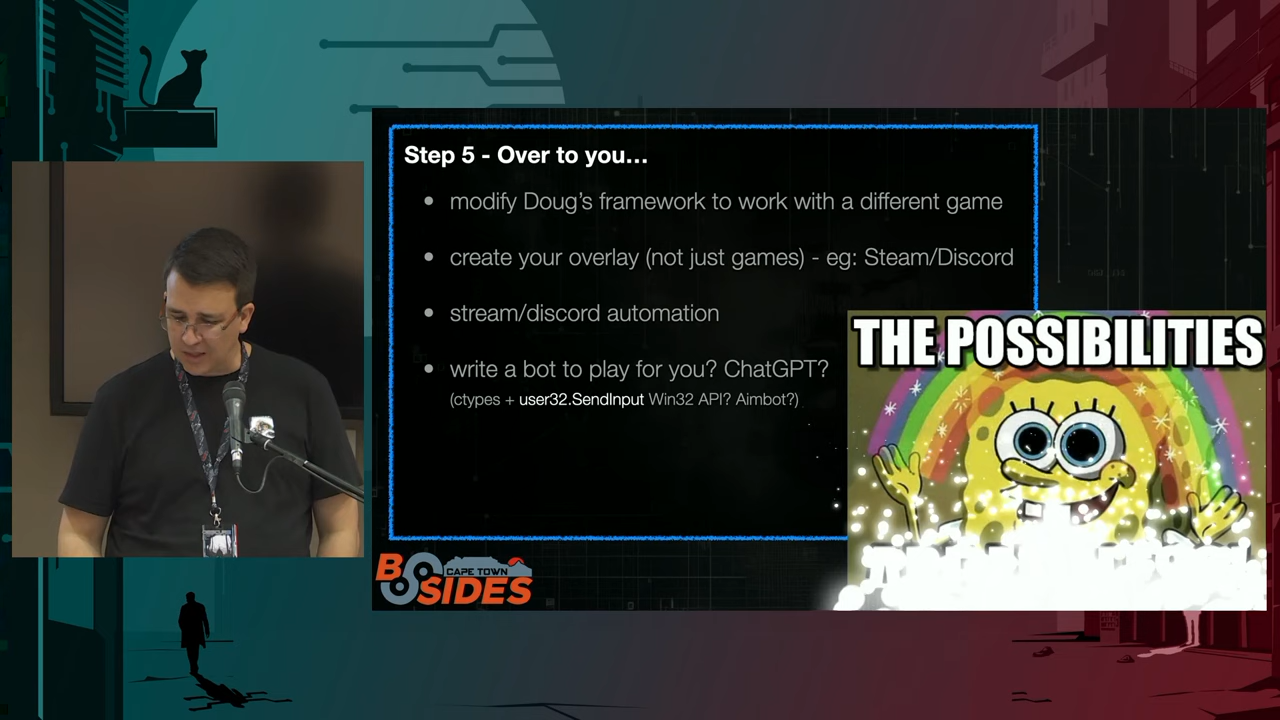 Step 5 - Over to you...
modify Doug's framework to work with a different game
create your overlay (not just games) - eg: Steam/Discord
stream/discord automation
write a bot to play for you? ChatGPT?
(ctypes + user32.SendInput Win32 API? Aimbot?)
THE POSSIBILITIES
BSIDES
CAPE TOWN